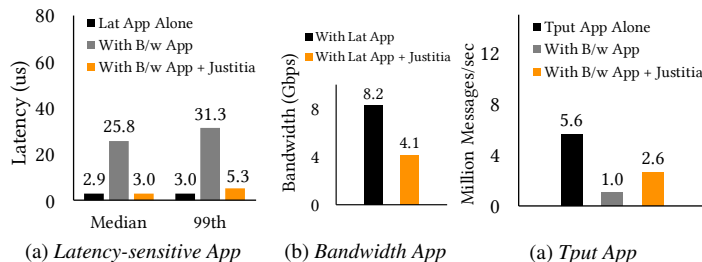 80
60
40
20
0
Latency (us)
Lat App Alone
With B/w App
With B/w App + Justitia
2.9
25.8
3.0
3.0
31.3
5.3
Median
99th
(a) Latency-sensitive App
8
4
0
Bandwidth (Gbps)
With Lat App
With Lat App + Justitia
8.2
4.1
(b) Bandwidth App
12
8
4
0
Million Messages/sec
Tput App Alone
With B/w App
With B/w App + Justitia
5.6
1.0
2.6
(a) Tput App